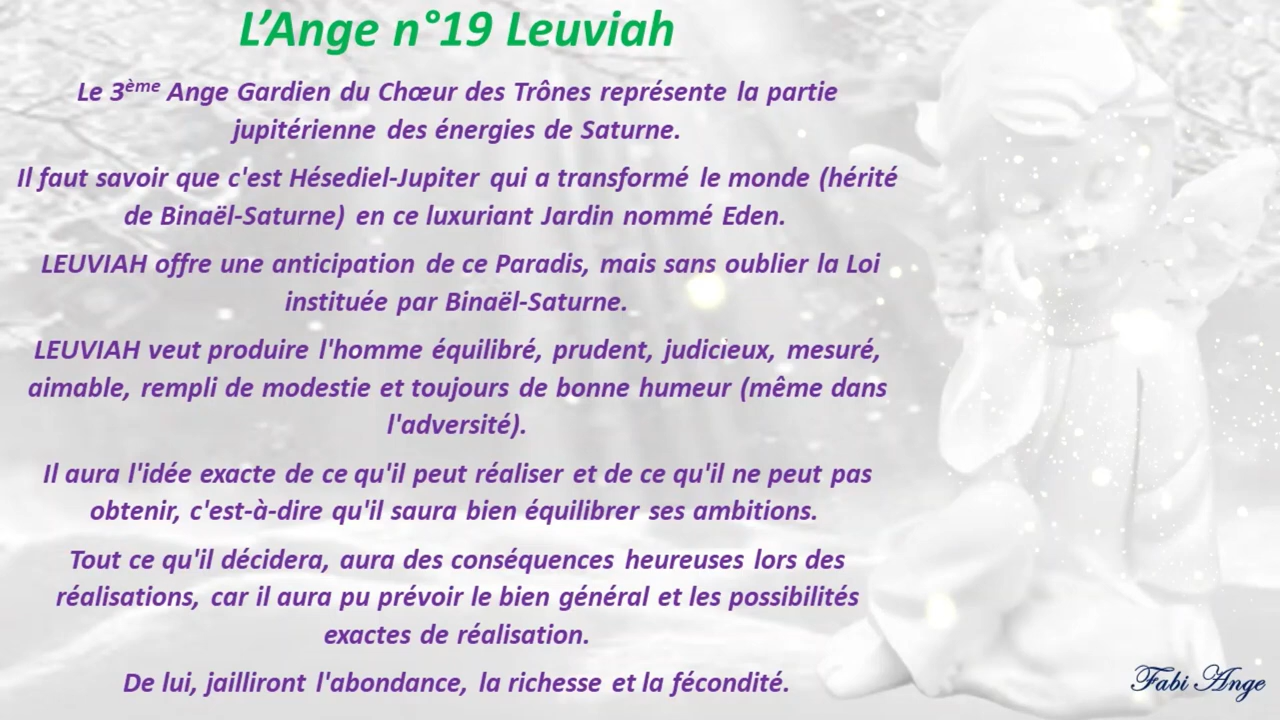 L’Ange n°19 Leuviah
Le 3ème Ange Gardien du Chœur des Trônes représente la partie
jupitérienne des énergies de Saturne.
Il faut savoir que c'est Hésediel-Jupiter qui a transformé le monde (hérité
de Binaël-Saturne) en ce luxuriant Jardin nommé Eden.
LEUVIAH offre une anticipation de ce Paradis, mais sans oublier la Loi
instituée par Binaël-Saturne.
LEUVIAH veut produire l'homme équilibré, prudent, judicieux, mesuré,
aimable, rempli de modestie et toujours de bonne humeur (même dans
l'adversité).
Il aura l'idée exacte de ce qu'il peut réaliser et de ce qu'il ne peut pas
obtenir, c'est-à-dire qu'il saura bien équilibrer ses ambitions.
Tout ce qu'il décidera, aura des conséquences heureuses lors des
réalisations, car il aura pu prévoir le bien général et les possibilités
exactes de réalisation.
De lui, jailliront l'abondance, la richesse et la fécondité.
Fabi Ange